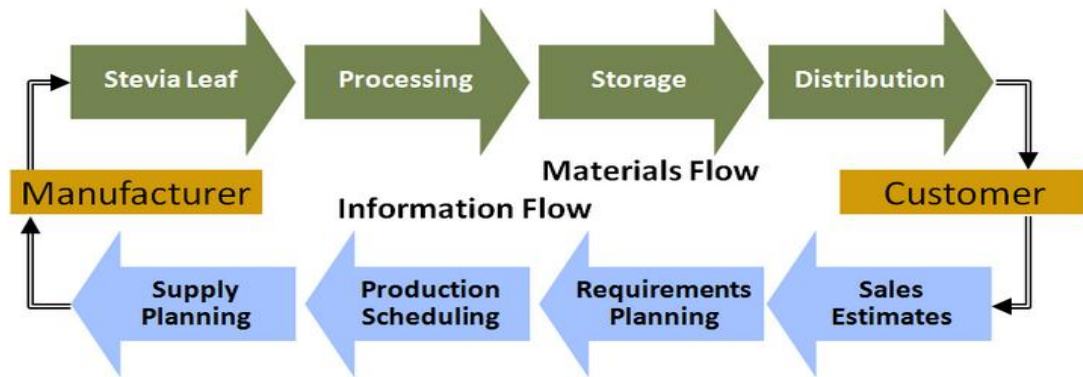 Stevia Leaf
Processing
Storage
Distribution
Materials Flow
Manufacturer
Customer
Information Flow
Supply
Planning
Production
Scheduling
Requirements
Planning
Sales
Estimates